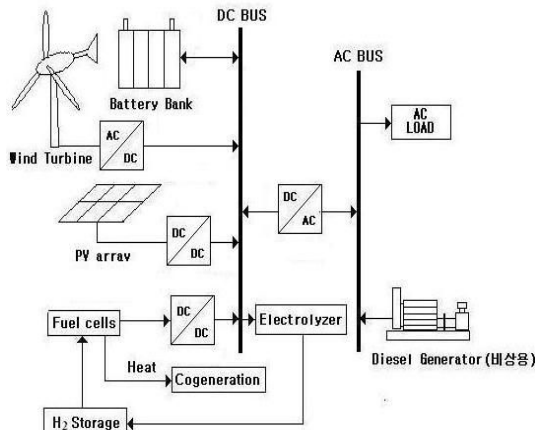 DC BUS
AC BUS
Battery Bank
AC
LOAD
Wind Turbine
AC
DC
DC
AC
PV array
DC
DC
Fuel cells
DC
DC
Electrolyzer
Diesel Generator(비상용)
Heat
Cogeneration
H₂ Storage